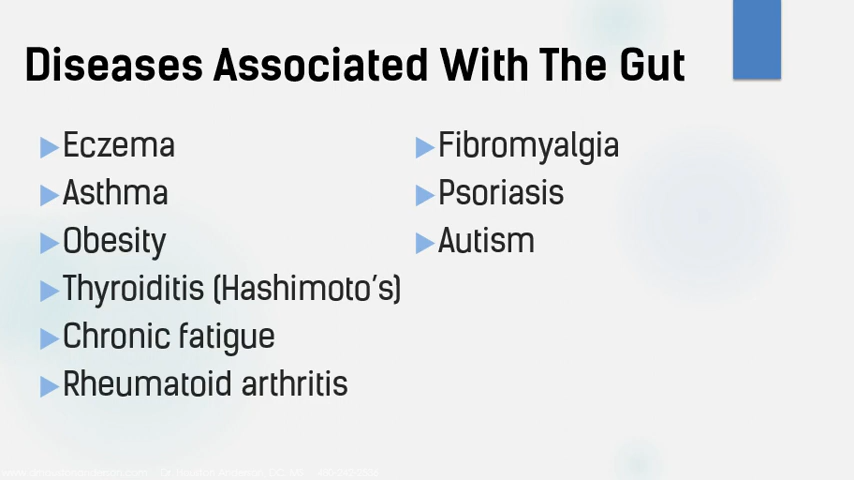 Diseases Associated With The Gut
Eczema
Asthma
Obesity
Thyroiditis (Hashimoto's)
Chronic fatigue
Rheumatoid arthritis
Fibromyalgia
Psoriasis
Autism